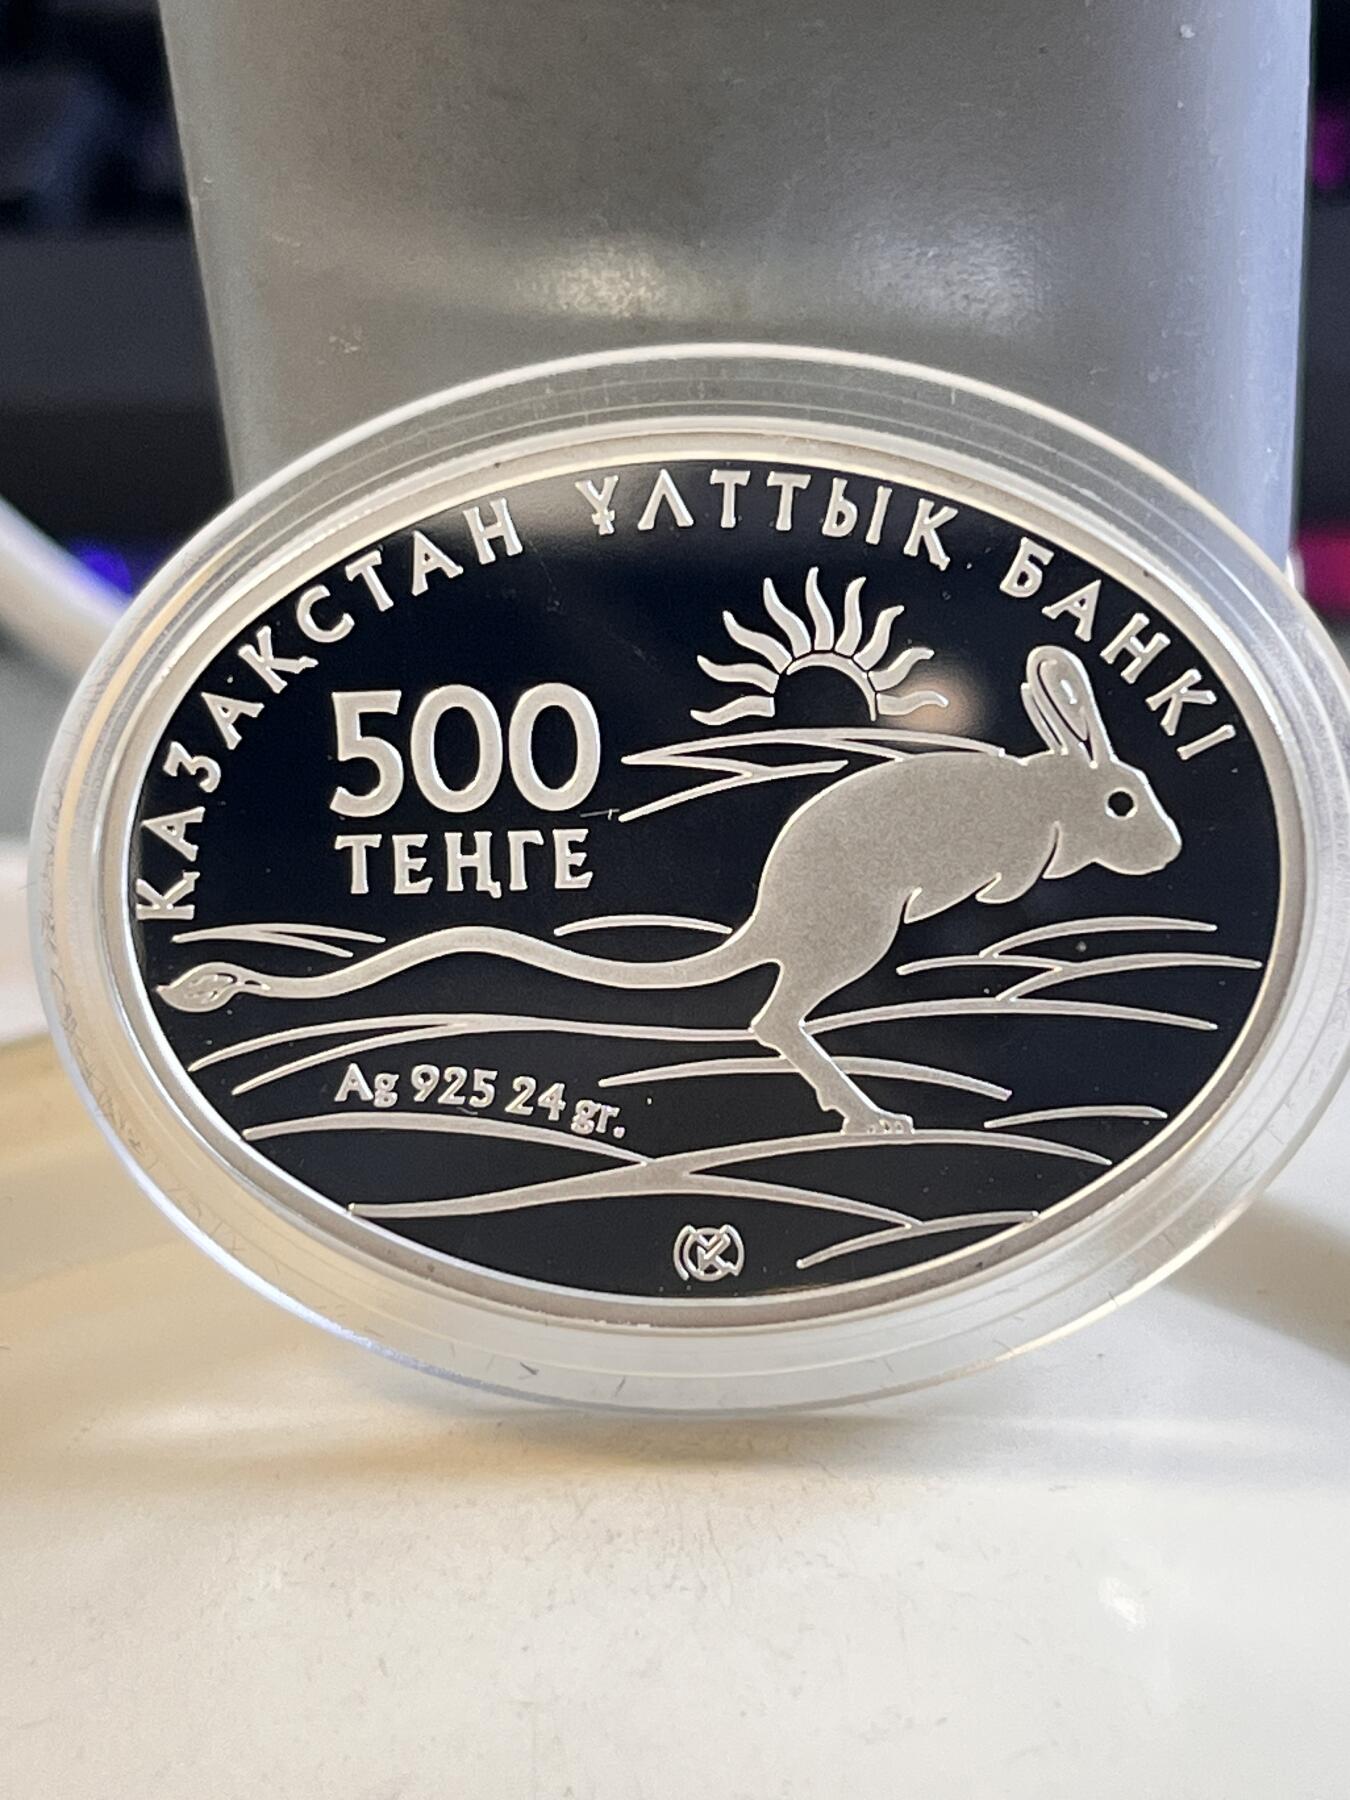 ҚАЗАҚСТАН ҰЛТТЫҚ БАНКІ
500
ТЕҢГЕ
Ag 925 24 gr.